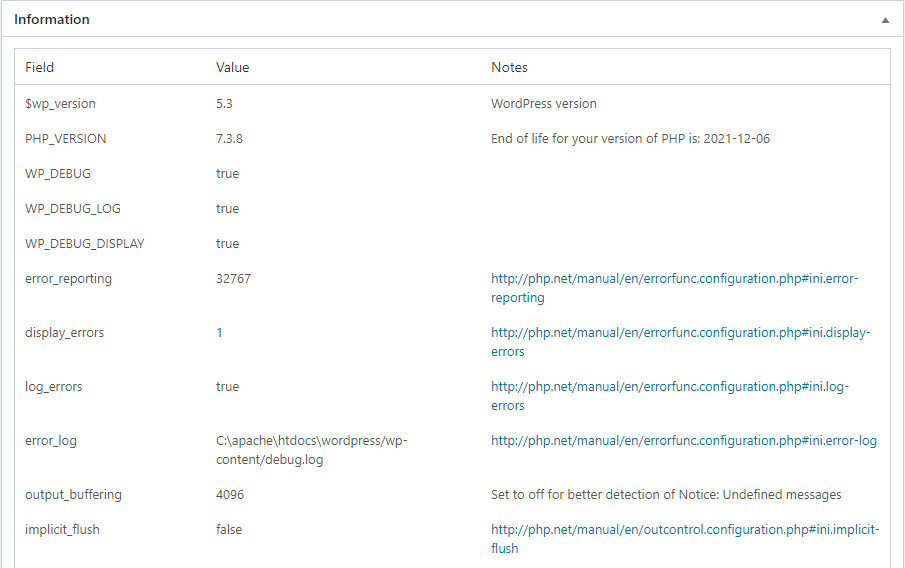 Information
Field Value Notes
$wp_version 5.3 WordPress version
PHP_VERSION 7.3.8 End of life for your version of PHP is: 2021-12-06
WP_DEBUG true
WP_DEBUG_LOG true
WP_DEBUG_DISPLAY true
error_reporting 32767 http://php.net/manual/en/errorfunc.configuration.php#ini.error-
reporting
display_errors 1 http://php.net/manual/en/errorfunc.configuration.php#ini.display-
errors
log_errors true http://php.net/manual/en/errorfunc.configuration.php#ini.log-
errors
error_log C:\apache\htdocs\wordpress/wp- http://php.net/manual/en/errorfunc.configuration.php#ini.error-log
content/debug.log
output_buffering 4096 Set to off for better detection of Notice: Undefined messages
implicit_flush false http://php.net/manual/en/outcontrol.configuration.php#ini.implicit-
flush